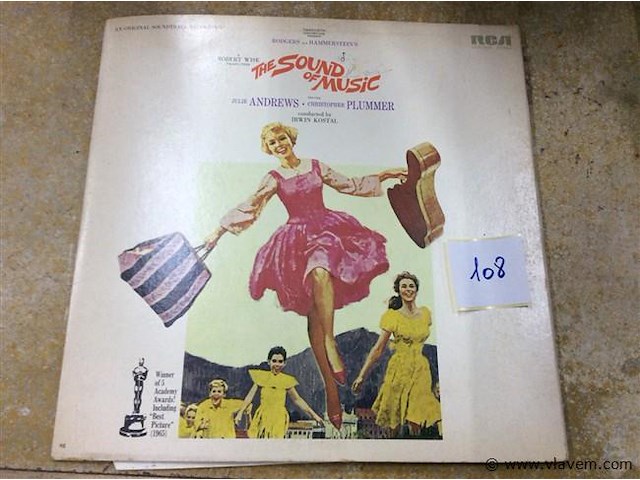 AN ORIGINAL SOUNDTRACK RECORDING
RCA
RODGERS and HAMMERSTEIN'S
ROBERT WISE
THE SOUND
OF MUSIC
JULIE ANDREWS • CHRISTOPHER PLUMMER
conducted by
IRWIN KOSTAL
108
Winner
of 5
Academy
Awards!
Including
"Best
Picture"
(1965)
© www.vlavem.com